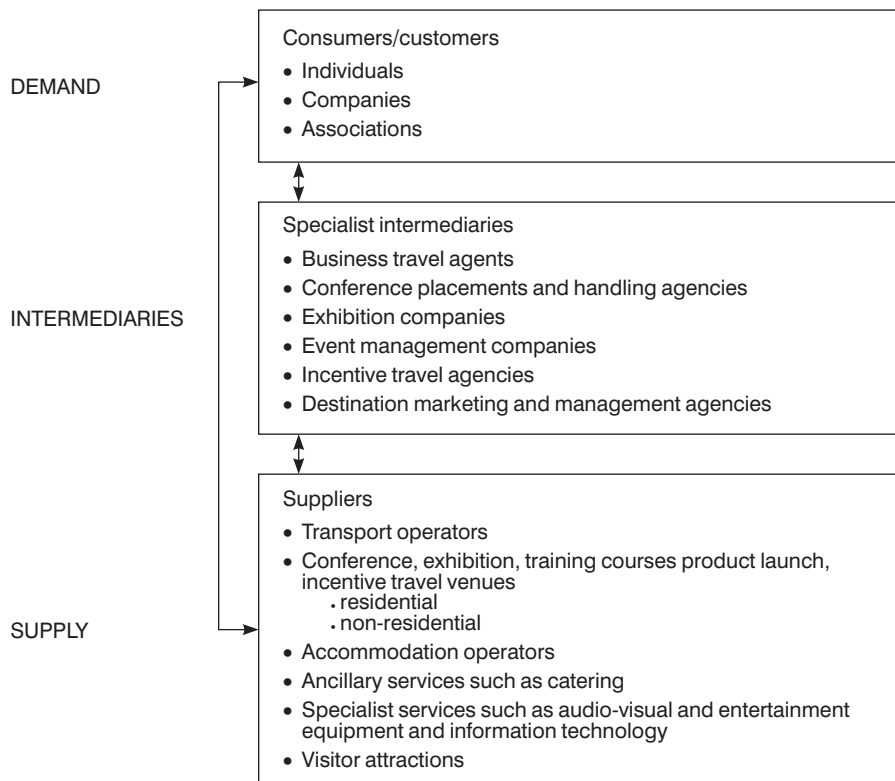 Consumers/customers
• Individuals
DEMAND
• Companies
• Associations
Specialist intermediaries
• Business travel agents
• Conference placements and handling agencies
INTERMEDIARIES
• Exhibition companies
• Event management companies
• Incentive travel agencies
• Destination marketing and management agencies
Suppliers
• Transport operators
• Conference, exhibition, training courses product launch,
incentive travel venues
• residential
SUPPLY
• non-residential
• Accommodation operators
• Ancillary services such as catering
• Specialist services such as audio-visual and entertainment
equipment and information technology
• Visitor attractions